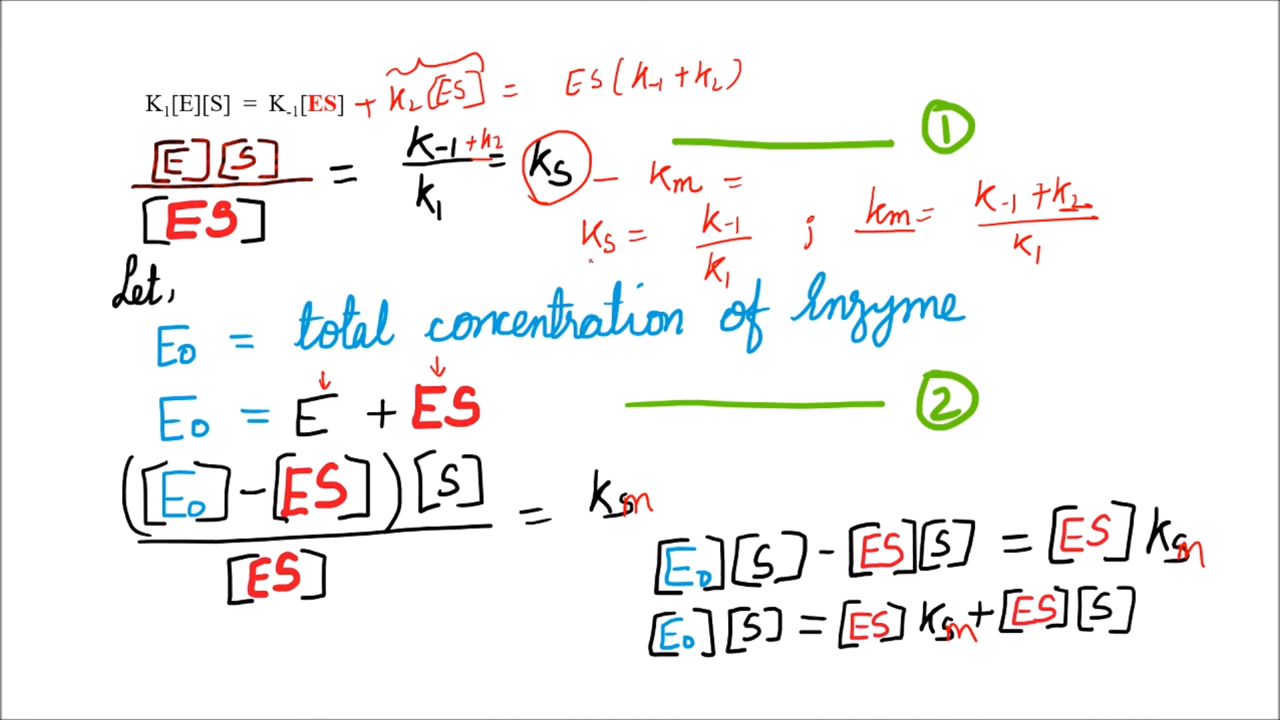 K₁[E][S] = K₋₁[ES] + k₂[ES] = ES(k₋₁ + k₂)
[E][S] / [ES] = k₋₁ + k₂ / k₁ = ks – km =
①
ks = k₋₁ / k₁ ; km = k₋₁ + k₂ / k₁
Let,
E₀ = total concentration of Enzyme
E₀ = E + ES
②
([E₀] - [ES]) [S] / [ES] = ksm
[E₀][S] - [ES][S] = [ES] ksm
[E₀][S] = [ES] ksm + [ES][S]